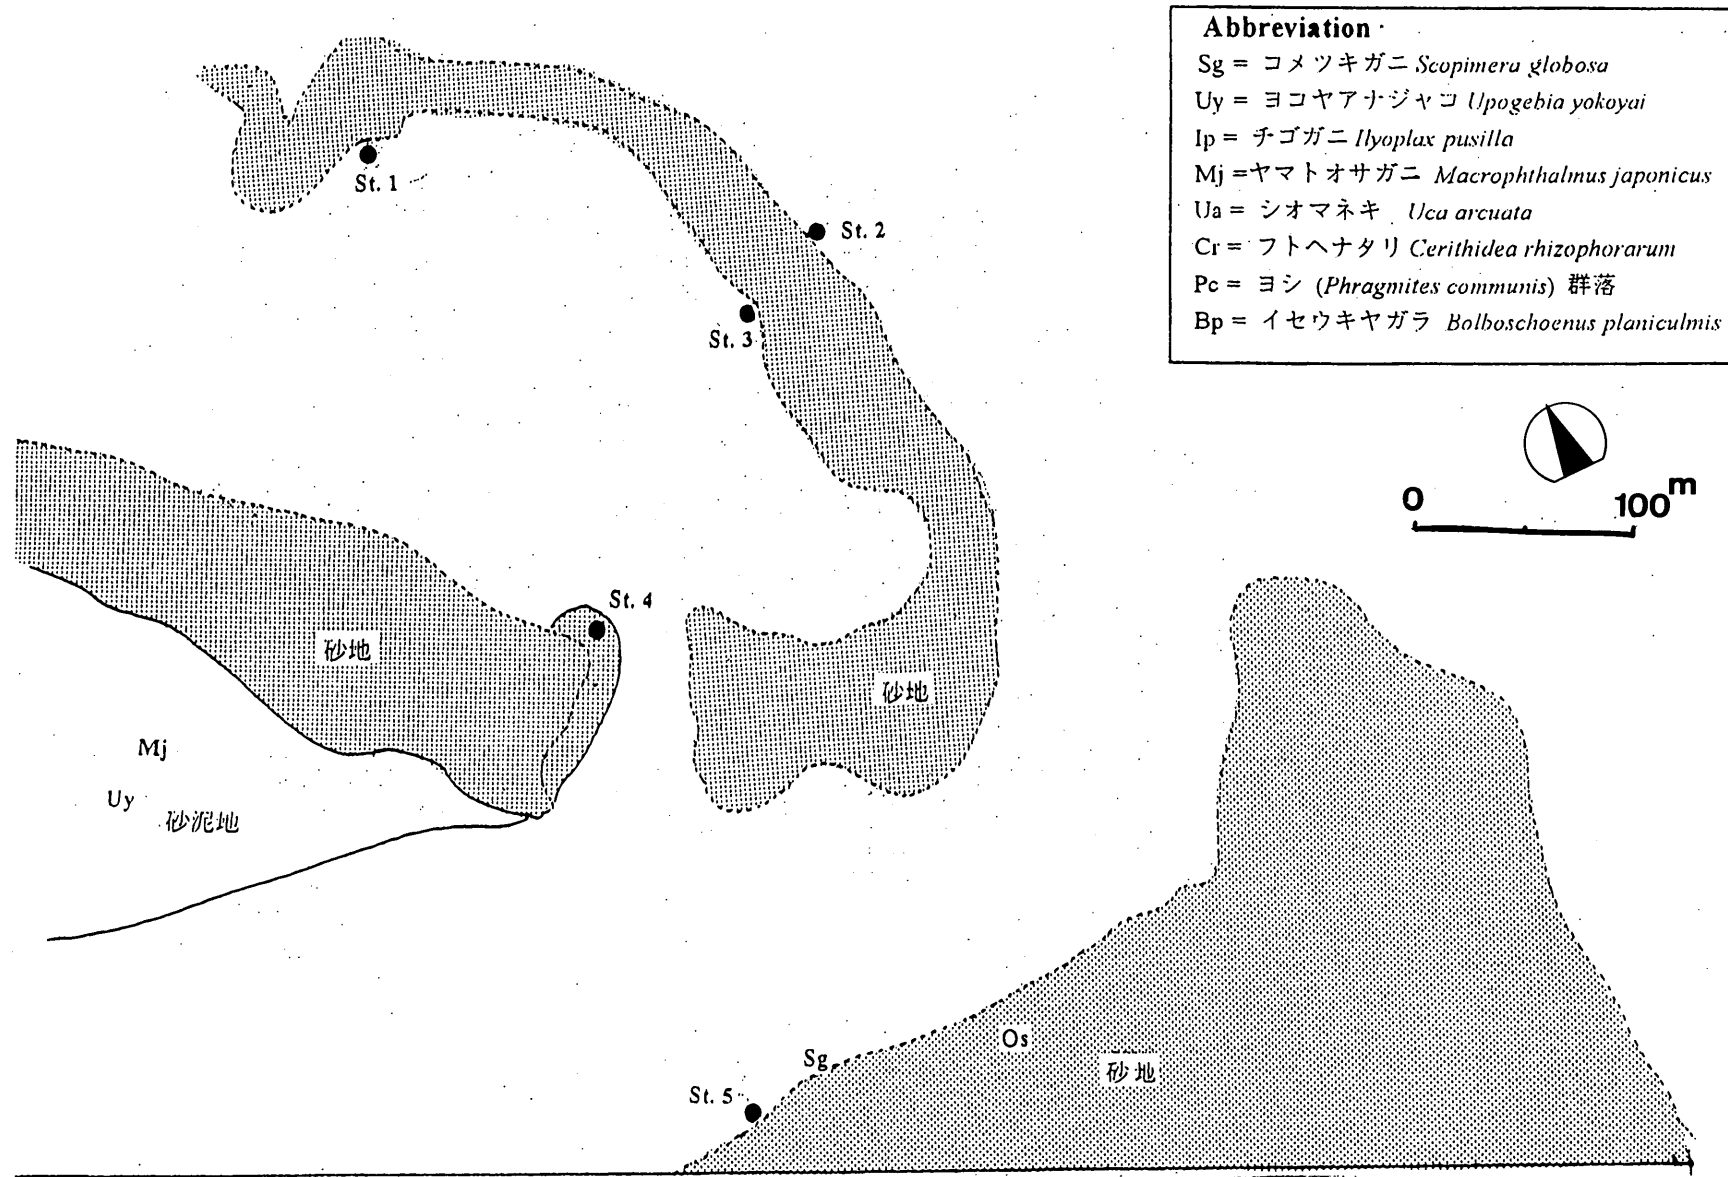 Abbreviation
Sg = コメツキガニ Scopimera globosa
Uy = ヨコヤアナジャコ Upogebia yokoyai
Ip = チゴガニ Ilyoplax pusilla
Mj =ヤマトオサガニ Macrophthalmus japonicus
Ua = シオマネキ Uca arcuata
Cr = フトヘナタリ Cerithidea rhizophorarum
Pc = ヨシ (Phragmites communis) 群落
Bp = イセウキヤガラ Bolboschoenus planiculmis
St. 1
St. 2
St. 3
0 100m
St. 4
砂地
砂地
Mj
Uy
砂泥地
Os
Sg
砂地
St. 5